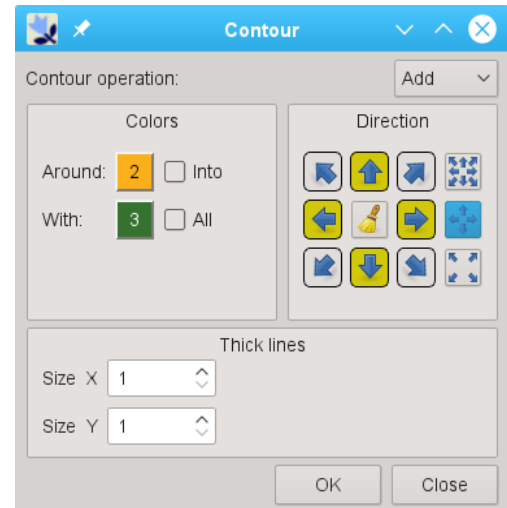 Contour
Contour operation: Add
Colors
Around: 2 Into
With: 3 All
Direction
Thick lines
Size X 1
Size Y 1
OK Close